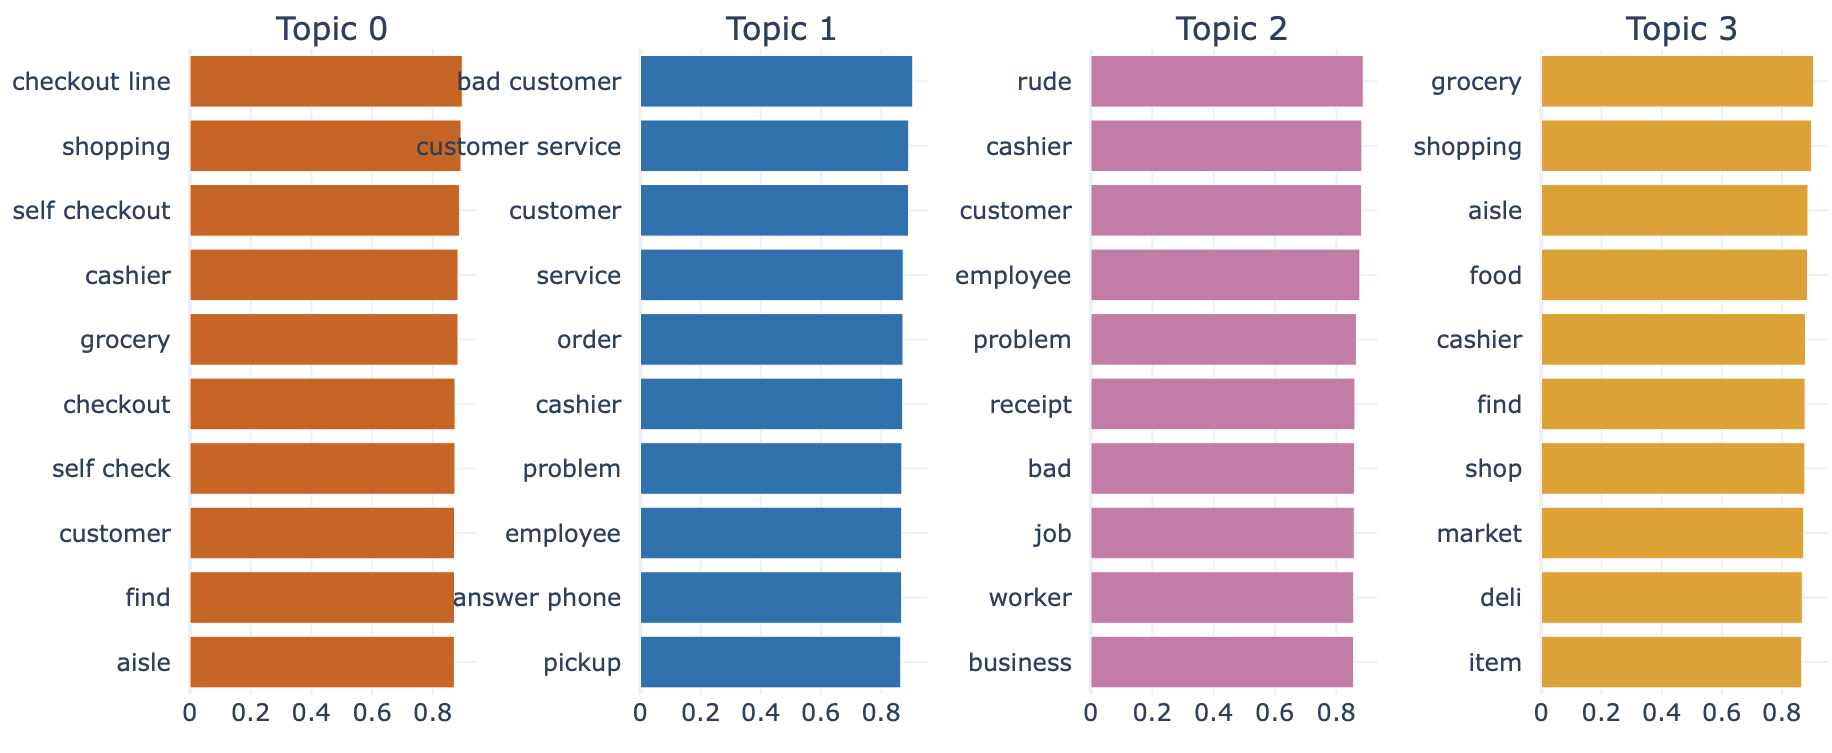 Topic 0
checkout line
shopping
self checkout
cashier
grocery
checkout
self check
customer
find
aisle
0 0.2 0.4 0.6 0.8
Topic 1
bad customer
customer service
customer
service
order
cashier
problem
employee
answer phone
pickup
0 0.2 0.4 0.6 0.8
Topic 2
rude
cashier
customer
employee
problem
receipt
bad
job
worker
business
0 0.2 0.4 0.6 0.8
Topic 3
grocery
shopping
aisle
food
cashier
find
shop
market
deli
item
0 0.2 0.4 0.6 0.8